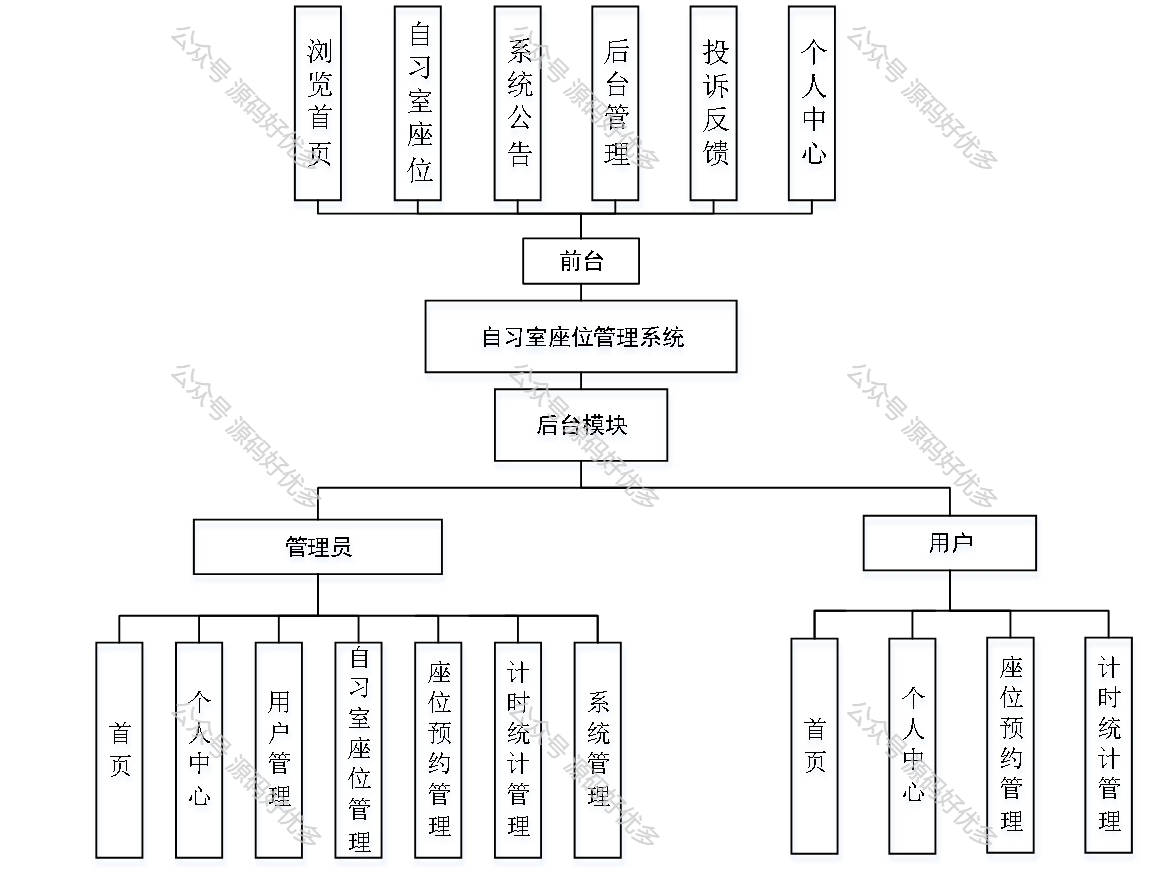 浏览首页
自习室座位
系统公告
后台管理
投诉反馈
个人中心
前台
自习室座位管理系统
后台模块
管理员
用户
首页
个人中心
用户管理
自习室座位管理
座位预约管理
计时统计管理
系统管理
首页
个人中心
座位预约管理
计时统计管理
公众号 源码好优多
公众号 源码好优多
公众号 源码好优多
公众号 源码好优多
公众号 源码好优多
公众号 源码好优多
公众号 源码好优多
公众号 源码好优多
公众号 源码好优多